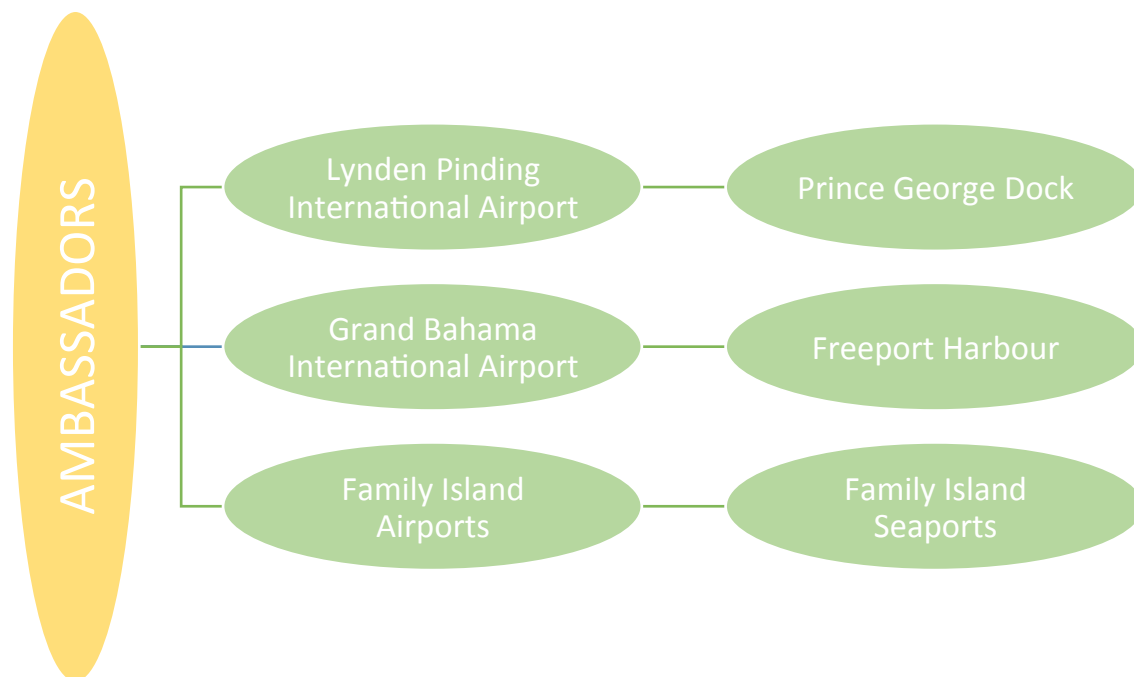 AMBASSADORS
Lynden Pinding
International Airport
Prince George Dock
Grand Bahama
International Airport
Freeport Harbour
Family Island
Airports
Family Island
Seaports